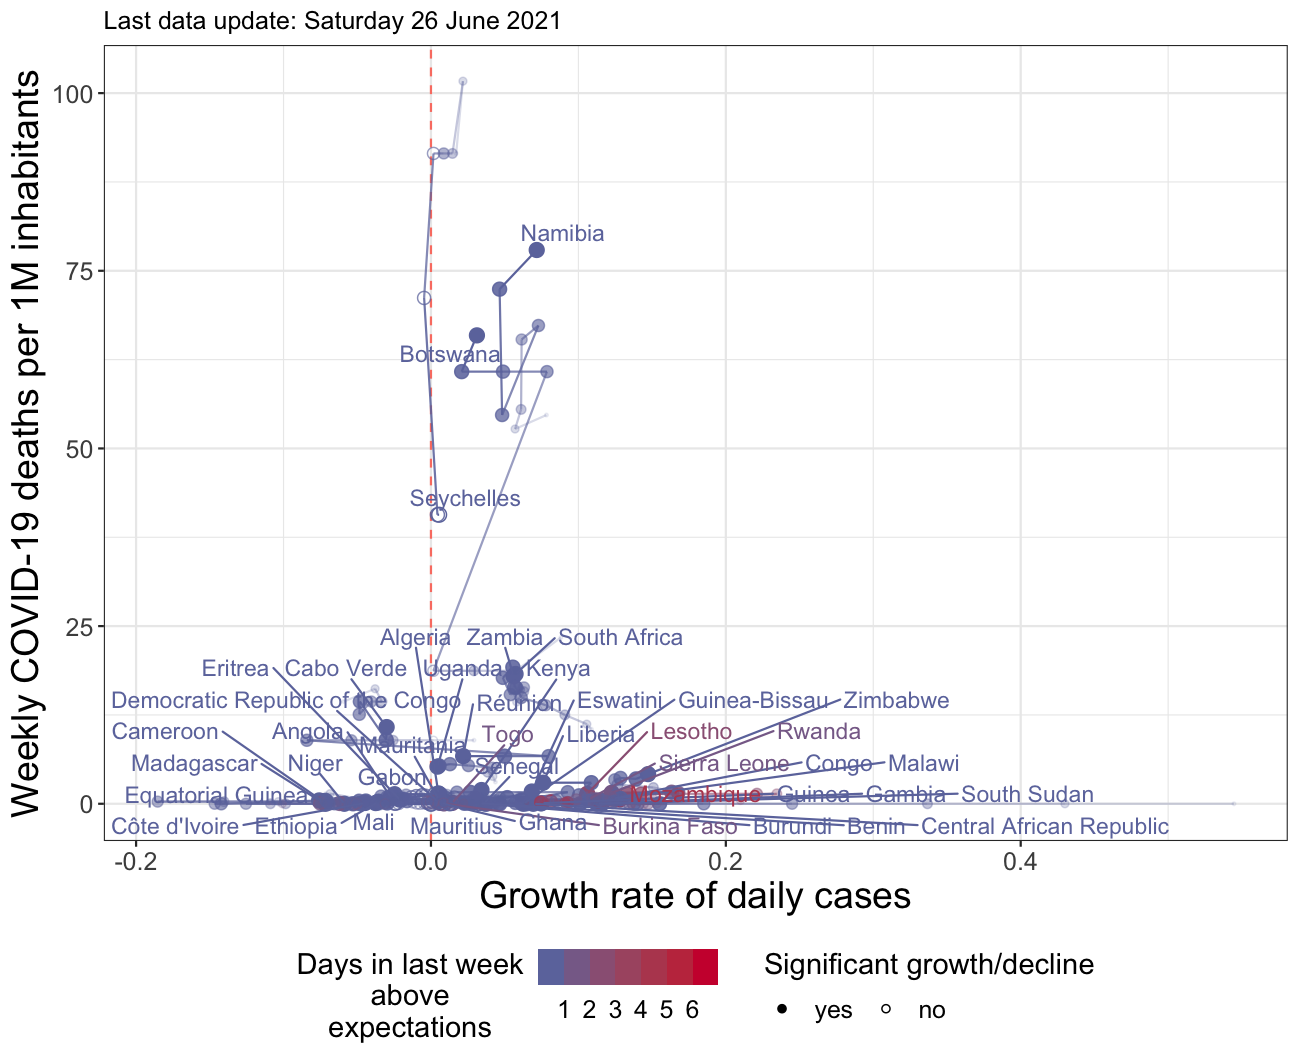 Last data update: Saturday 26 June 2021
Weekly COVID-19 deaths per 1M inhabitants
100
75
50
25
0
Namibia
Botswana
Seychelles
Algeria Zambia South Africa
Eritrea Cabo Verde Uganda Kenya
Democratic Republic of the Congo Réunion Eswatini Guinea-Bissau Zimbabwe
Cameroon Angola Mauritania Togo Liberia Lesotho Rwanda
Madagascar Niger Gabon Senegal Sierra Leone Congo Malawi
Equatorial Guinea Mozambique Guinea Gambia South Sudan
Côte d'Ivoire Ethiopia Mali Mauritius Ghana Burkina Faso Burundi Benin Central African Republic
-0.2 0.0 0.2 0.4
Growth rate of daily cases
Days in last week
above
expectations
1 2 3 4 5 6
Significant growth/decline
yes no